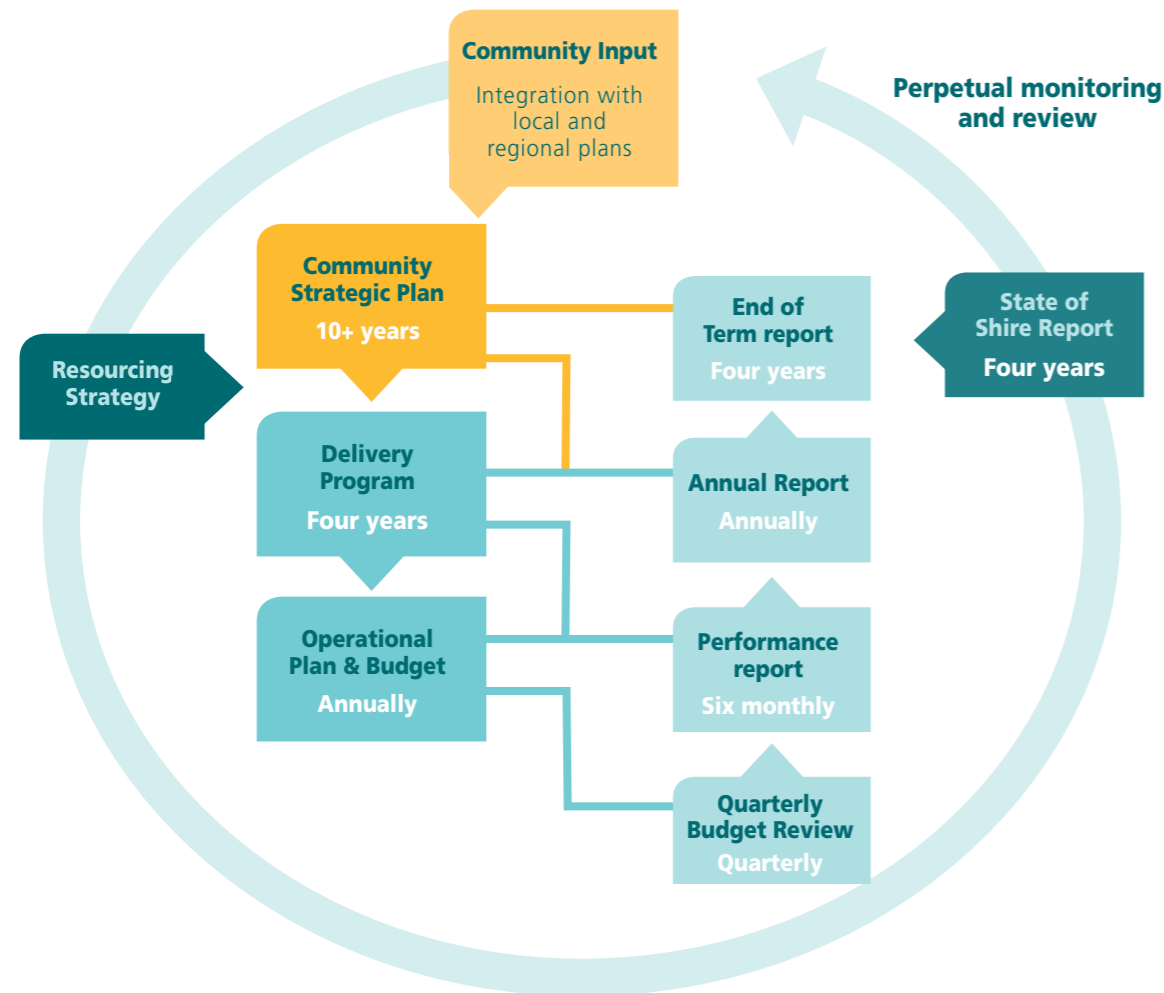 Community Input
Integration with
local and
regional plans
Perpetual monitoring
and review
Community
Strategic Plan
10+ years
End of
Term report
Four years
State of
Shire Report
Four years
Resourcing
Strategy
Delivery
Program
Four years
Annual Report
Annually
Operational
Plan & Budget
Annually
Performance
report
Six monthly
Quarterly
Budget Review
Quarterly